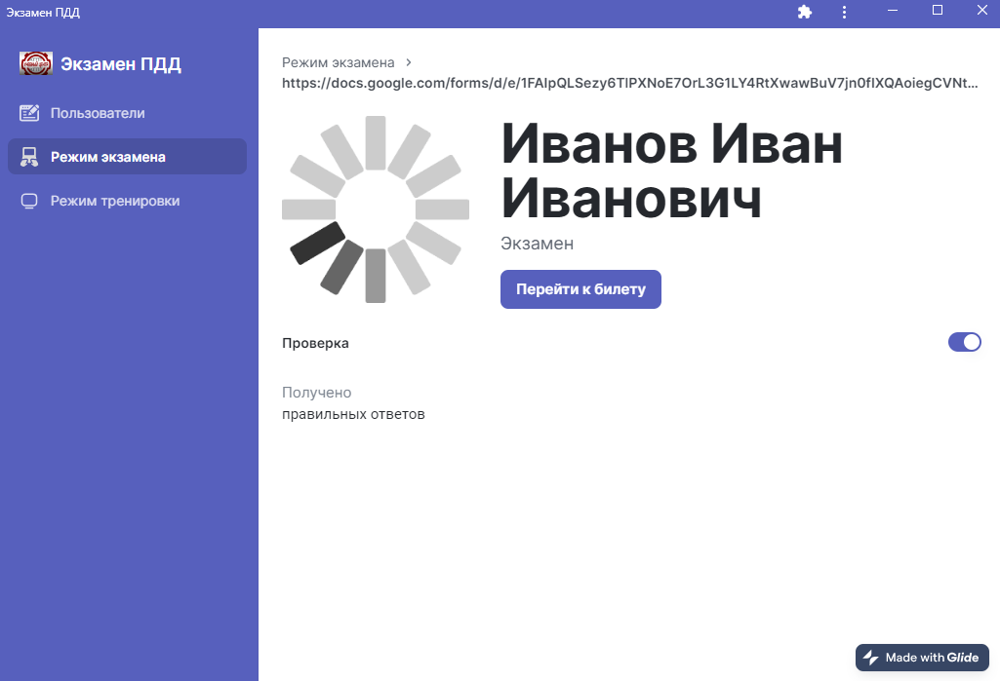 Экзамен ПДД
Экзамен ПДД
Пользователи
Режим экзамена
Режим тренировки
Режим экзамена
https://docs.google.com/forms/d/e/1FAIpQLSezy6TlPXNoE7OrL3G1LY4RtXwawBuV7jn0fIXQAoiegCVNt...
Иванов Иван
Иванович
Экзамен
Перейти к билету
Проверка
Получено
правильных ответов
Made with Glide